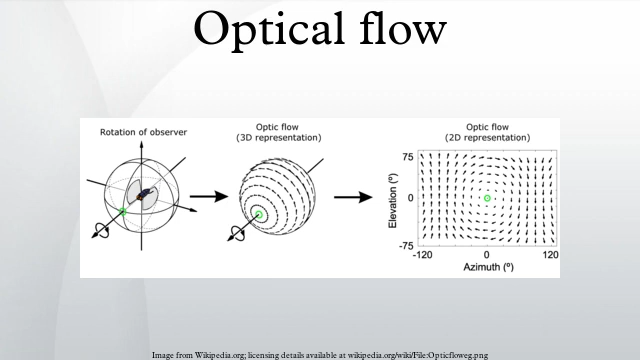 Optical flow
Rotation of observer
Optic flow
(3D representation)
Optic flow
(2D representation)
Elevation (º)
75
0
-75
-120
0
120
Azimuth (º)
Image from Wikipedia.org; licensing details available at wikipedia.org/wiki/File:Opticfloweg.png